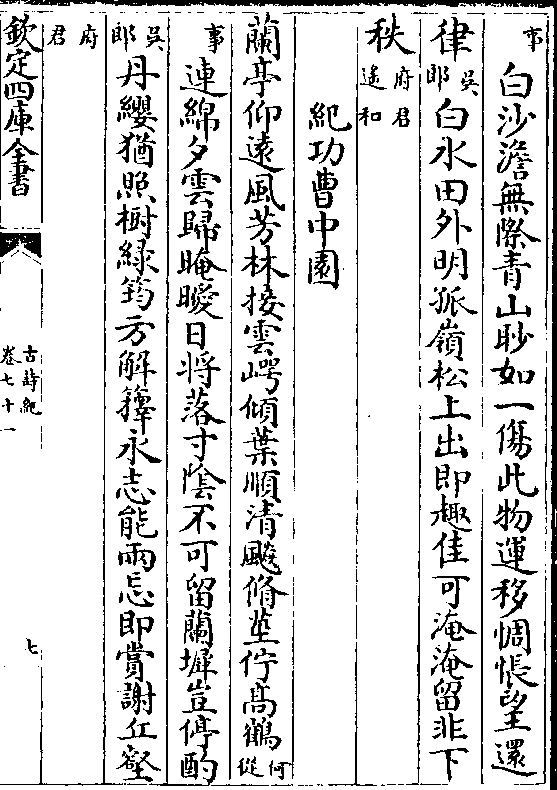 事白沙澹無際青山眇如一傷此物運移惆悵望還
律吳郎白水田外明孤嶺松上出即趣佳可淹淹留非下
秩府君遙和
紀功曹中園
蘭亭仰遠風芳林接雲崿傾葉順清飈脩莖佇高鶴何從
事連綿夕雲歸晻曖日將落寸陰不可留蘭墀豈停酌
吳郎丹纓猶照樹綠筠方解籜永志能兩忘即賞謝丘壑
府君
欽定四庫全書
古詩紀
卷七十一
七